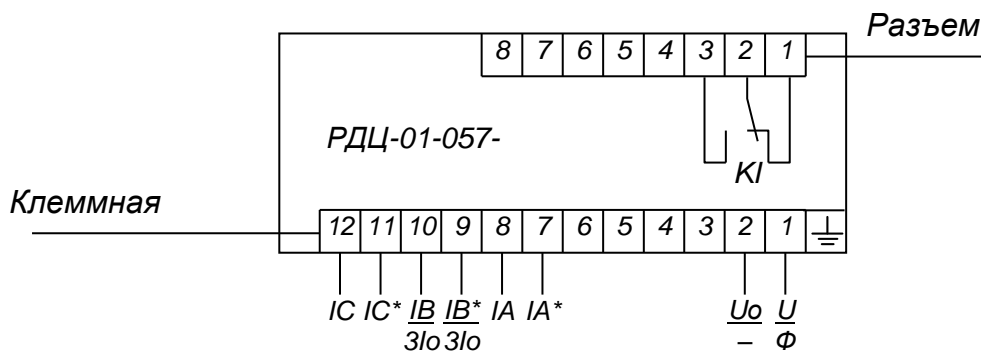 Разъем
8 7 6 5 4 3 2 1
РДЦ-01-057-
KI
Клеммная
12 11 10 9 8 7 6 5 4 3 2 1
IC IC* IB IB* IA IA* Uo U
3Io 3Io – Ф